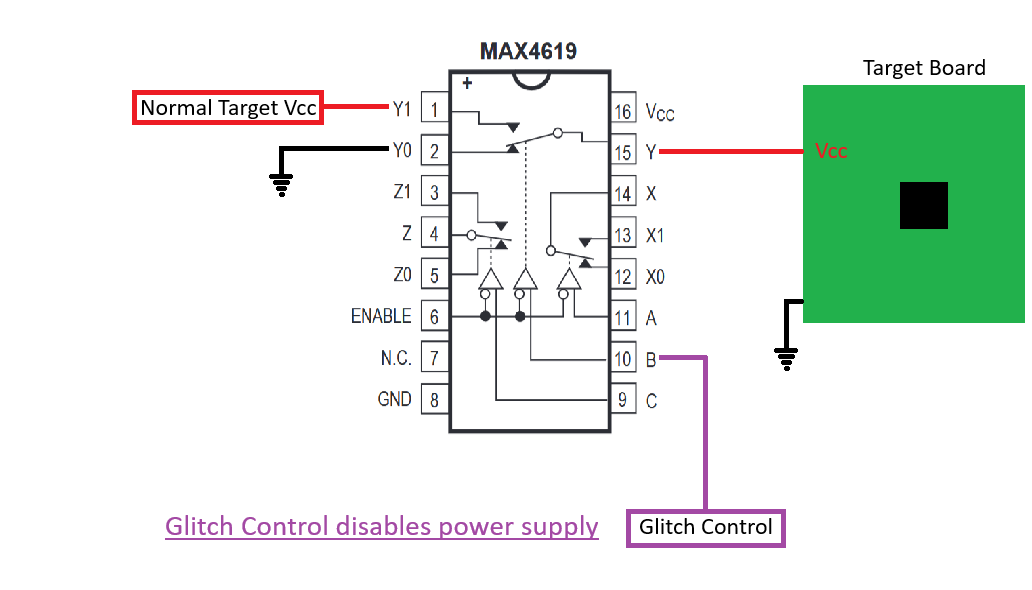 MAX4619
Target Board
+
Normal Target Vcc
Y1
1
16
VCC
Y0
2
15
Y
Vcc
Z1
3
14
X
Z
4
13
X1
Z0
5
12
X0
ENABLE
6
11
A
N.C.
7
10
B
GND
8
9
C
Glitch Control disables power supply
Glitch Control